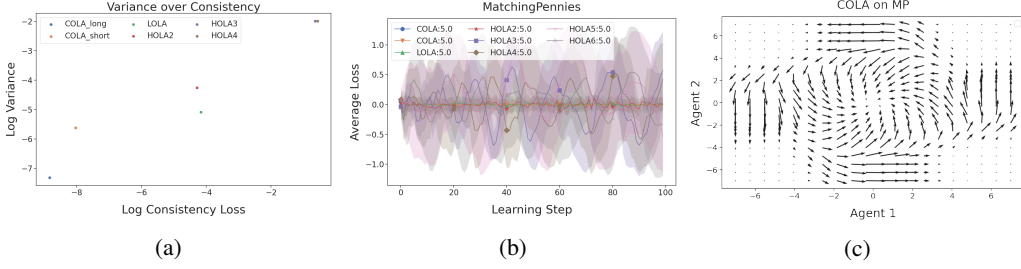 Variance over Consistency
COLA_long
COLA_short
LOLA
HOLA2
HOLA3
HOLA4
Log Variance
−2
−3
−4
−5
−6
−7
−8
−6
−4
−2
Log Consistency Loss
(a)
MatchingPennies
COLA:5.0
COLA:5.0
LOLA:5.0
HOLA2:5.0
HOLA3:5.0
HOLA4:5.0
HOLA5:5.0
HOLA6:5.0
Average Loss
1.0
0.5
0.0
−0.5
−1.0
0
20
40
60
80
100
Learning Step
(b)
COLA on MP
Agent 2
6
4
2
0
−2
−4
−6
−6
−4
−2
0
2
4
6
Agent 1
(c)